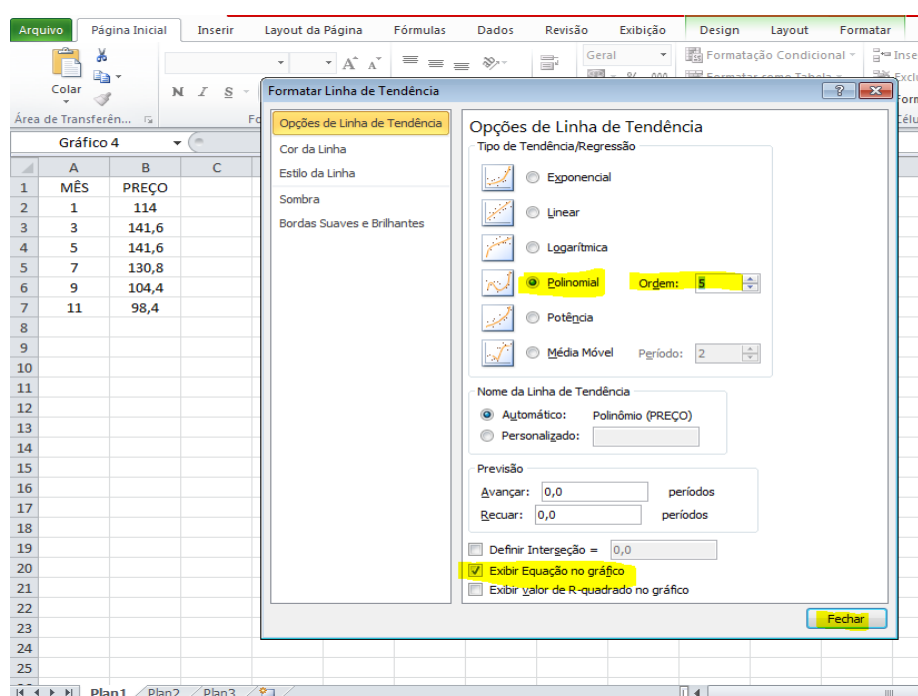 Arquivo Página Inicial Inserir Layout da Página Fórmulas Dados Revisão Exibição Design Layout Formatar
Colar
N I S
A A
Geral
% 000
Formatação Condicional
Formatar como Tabela
Área de Transferên...
Gráfico 4
A B C
1 MÊS PREÇO
2 1 114
3 3 141,6
4 5 141,6
5 7 130,8
6 9 104,4
7 11 98,4
8
9
10
11
12
13
14
15
16
17
18
19
20
21
22
23
24
25
Plan1 Plan2 Plan3
Formatar Linha de Tendência
?
Opções de Linha de Tendência
Cor da Linha
Estilo da Linha
Sombra
Bordas Suaves e Brilhantes
Opções de Linha de Tendência
Tipo de Tendência/Regressão
Exponencial
Linear
Logarítmica
Polinomial Ordem: 5
Potência
Média Móvel Período: 2
Nome da Linha de Tendência
Automático: Polinômio (PREÇO)
Personalizado:
Previsão
Avançar: 0,0 períodos
Recuar: 0,0 períodos
Definir Interseção = 0,0
Exibir Equação no gráfico
Exibir valor de R-quadrado no gráfico
Fechar